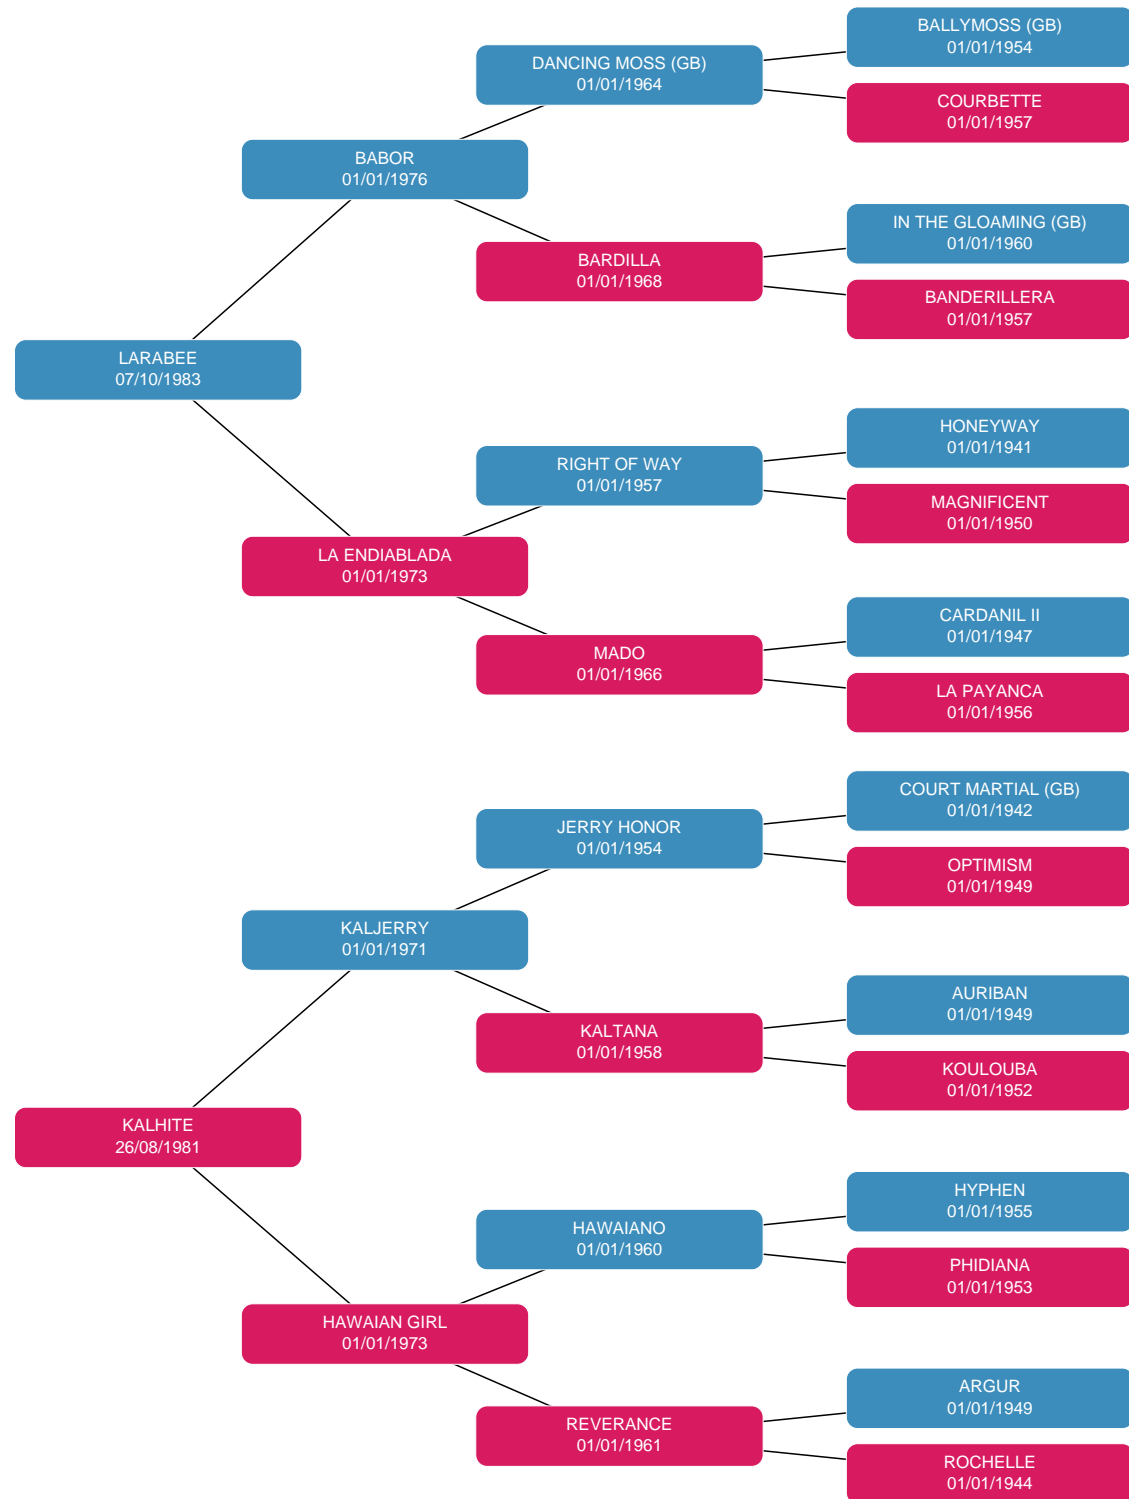 BALLYMOSS (GB)
01/01/1954
DANCING MOSS (GB)
01/01/1964
COURBETTE
01/01/1957
BABOR
01/01/1976
IN THE GLOAMING (GB)
01/01/1960
BARDILLA
01/01/1968
BANDERILLERA
01/01/1957
LARABEE
07/10/1983
HONEYWAY
01/01/1941
RIGHT OF WAY
01/01/1957
MAGNIFICENT
01/01/1950
LA ENDIABLADA
01/01/1973
CARDANIL II
01/01/1947
MADO
01/01/1966
LA PAYANCA
01/01/1956
COURT MARTIAL (GB)
01/01/1942
JERRY HONOR
01/01/1954
OPTIMISM
01/01/1949
KALJERRY
01/01/1971
AURIBAN
01/01/1949
KALTANA
01/01/1958
KOULOUBA
01/01/1952
KALHITE
26/08/1981
HYPHEN
01/01/1955
HAWAIANO
01/01/1960
PHIDIANA
01/01/1953
HAWAIAN GIRL
01/01/1973
ARGUR
01/01/1949
REVERANCE
01/01/1961
ROCHELLE
01/01/1944